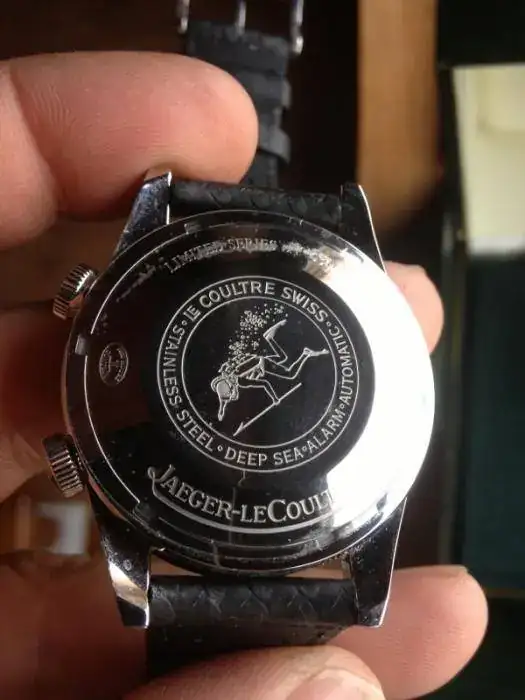 LIMITED SERIES
LE COULTRE SWISS · STAINLESS STEEL · DEEP SEA · ALARM · AUTOMATIC ·
JAEGER-LECOULT